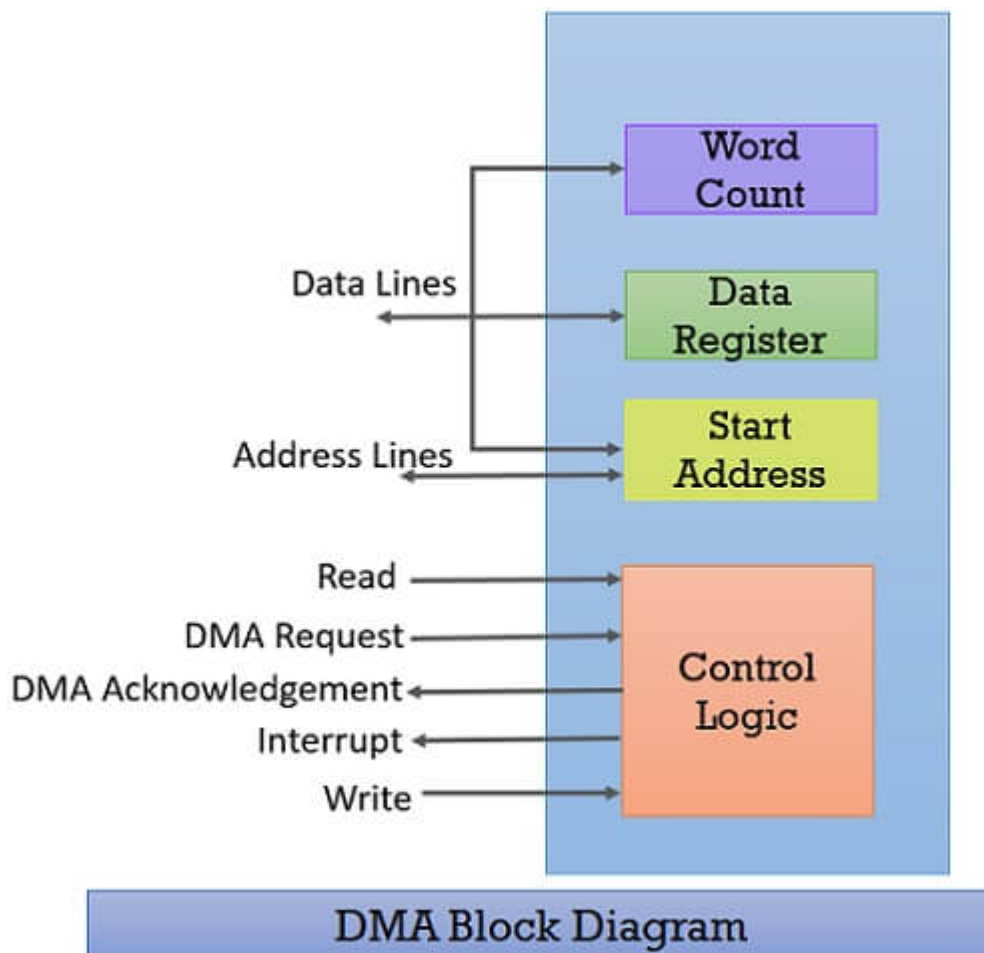 Word
Count
Data Lines
Data
Register
Address Lines
Start
Address
Read
DMA Request
DMA Acknowledgement
Interrupt
Write
Control
Logic
DMA Block Diagram